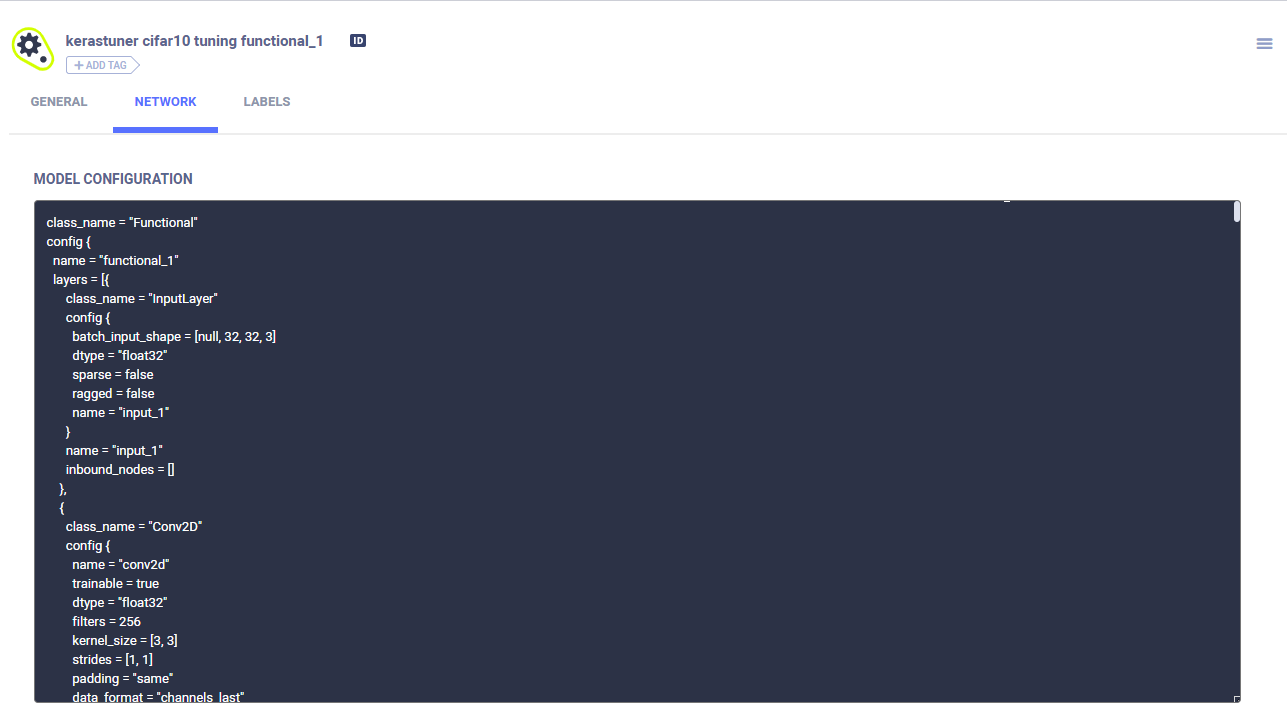 kerastuner cifar10 tuning functional_1 ID
+ ADD TAG
GENERAL NETWORK LABELS
MODEL CONFIGURATION
class_name = "Functional"
config {
name = "functional_1"
layers = [{
class_name = "InputLayer"
config {
batch_input_shape = [null, 32, 32, 3]
dtype = "float32"
sparse = false
ragged = false
name = "input_1"
}
name = "input_1"
inbound_nodes = []
},
{
class_name = "Conv2D"
config {
name = "conv2d"
trainable = true
dtype = "float32"
filters = 256
kernel_size = [3, 3]
strides = [1, 1]
padding = "same"
data_format = "channels_last"